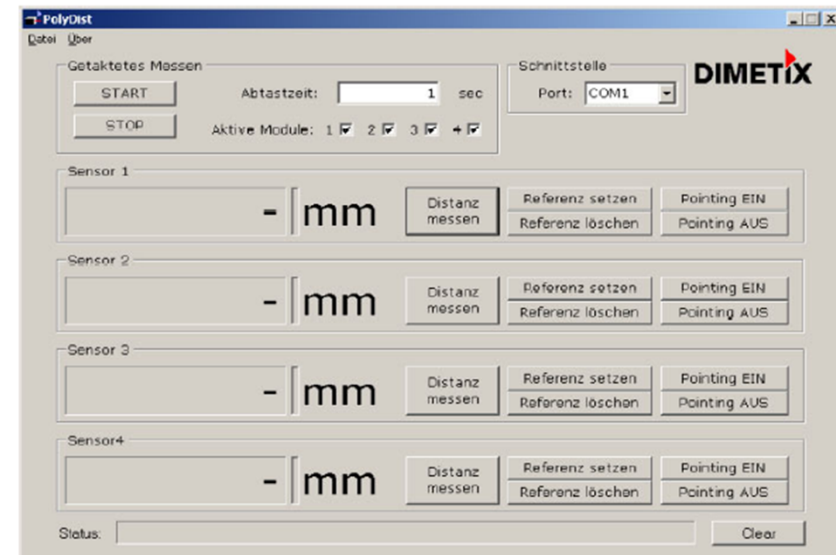 PolyDist
Datei Über
Getaktetes Messen
START Abtastzeit: 1 sec
STOP Aktive Module: 1 2 3 4
Schnittstelle
Port: COM1
DIMETIX
Sensor 1
- mm Distanz messen Referenz setzen Pointing EIN
Referenz löschen Pointing AUS
Sensor 2
- mm Distanz messen Referenz setzen Pointing EIN
Referenz löschen Pointing AUS
Sensor 3
- mm Distanz messen Referenz setzen Pointing EIN
Referenz löschen Pointing AUS
Sensor4
- mm Distanz messen Referenz setzen Pointing EIN
Referenz löschen Pointing AUS
Status: Clear